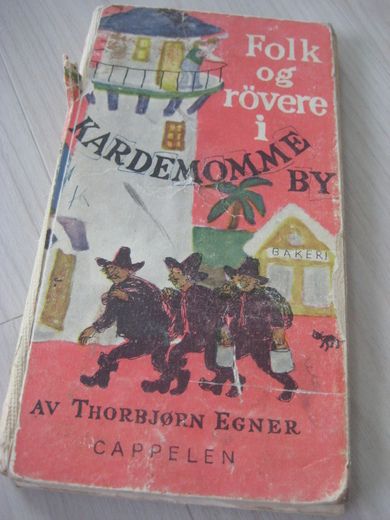 Folk
og
rövere
i
KARDEMOMME
BY
BAKERI
AV THORBJØRN EGNER
CAPPELEN